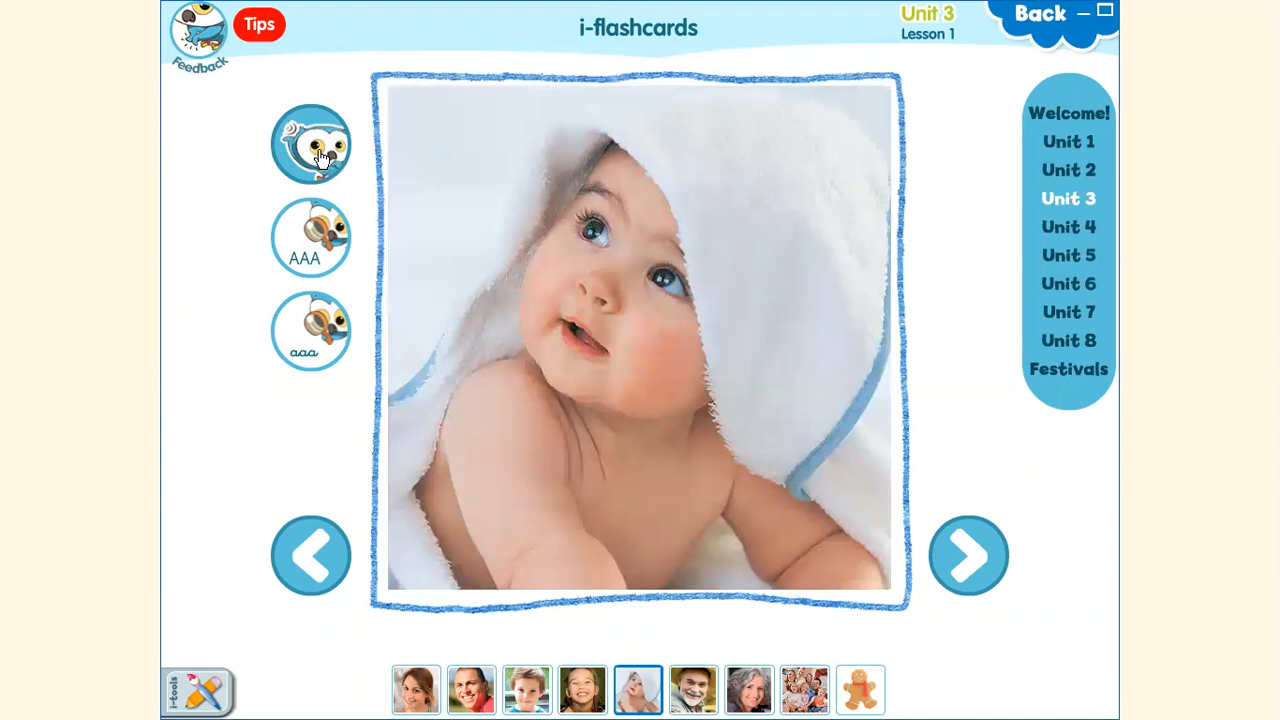 Tips
Feedback
i-flashcards
Unit 3
Lesson 1
Back
AAA
aaa
Welcome!
Unit 1
Unit 2
Unit 3
Unit 4
Unit 5
Unit 6
Unit 7
Unit 8
Festivals
i-tools